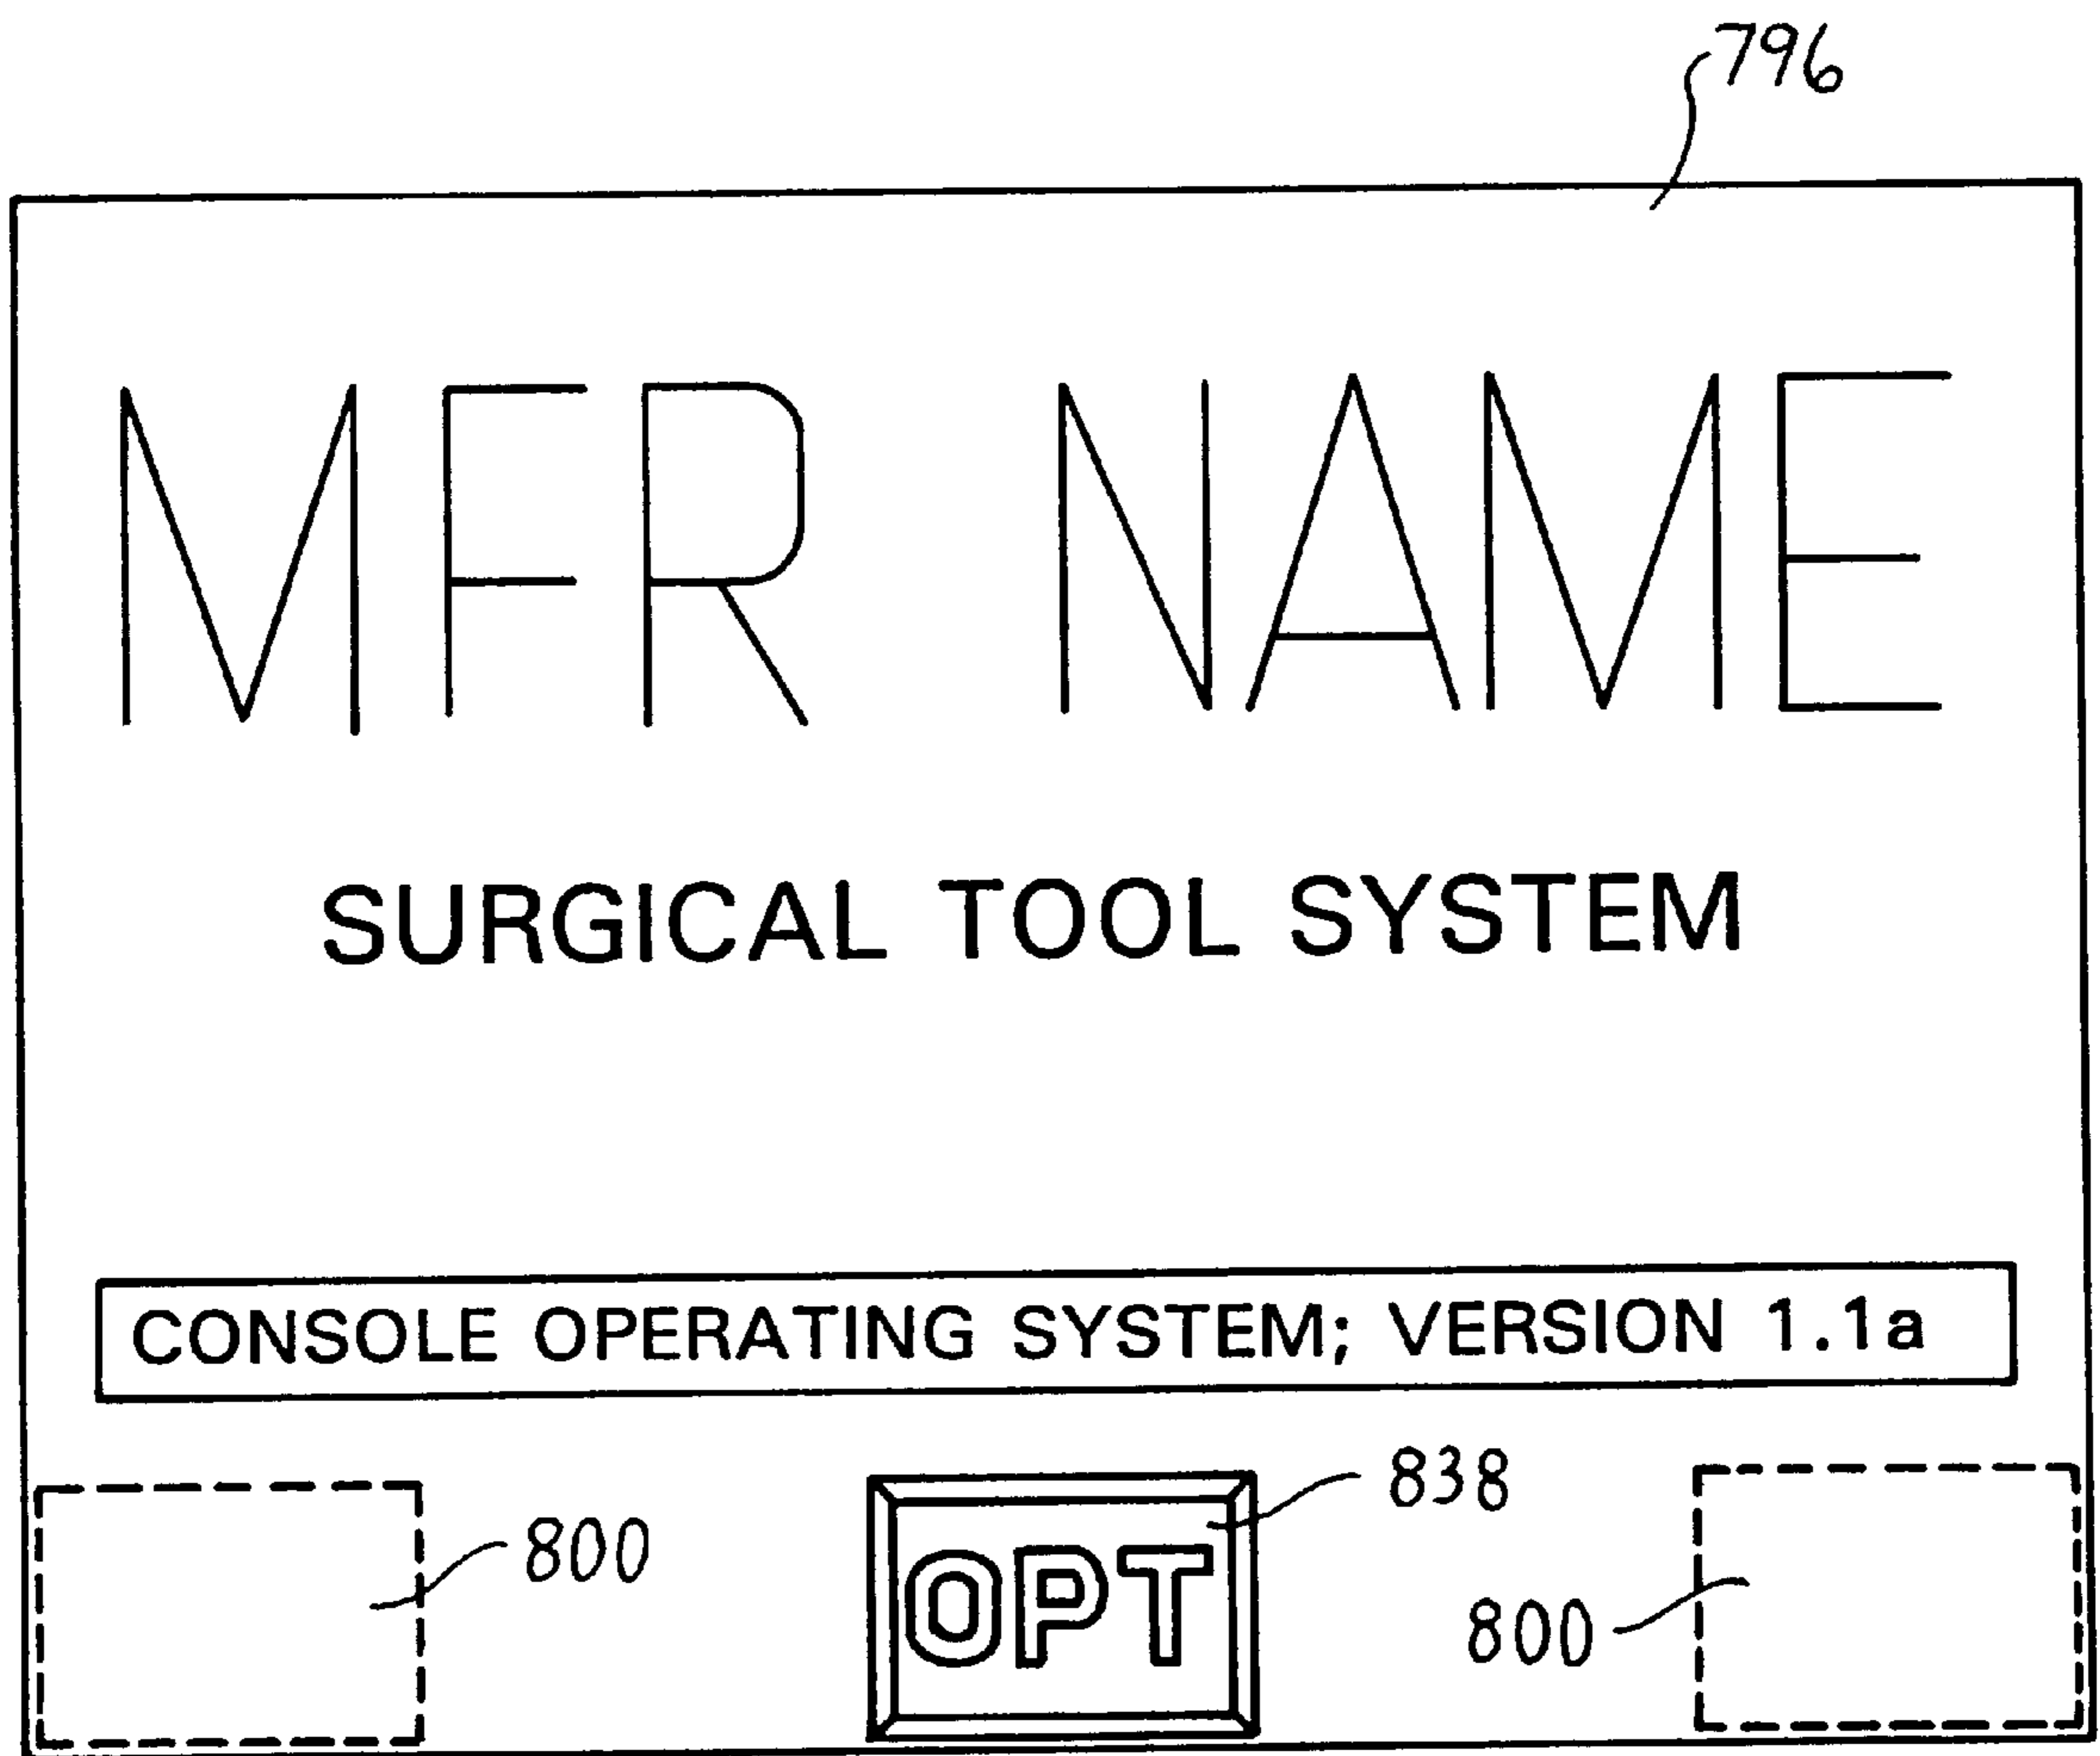 796
MFR NAME
SURGICAL TOOL SYSTEM
CONSOLE OPERATING SYSTEM; VERSION 1.1a
838
800
OPT
800